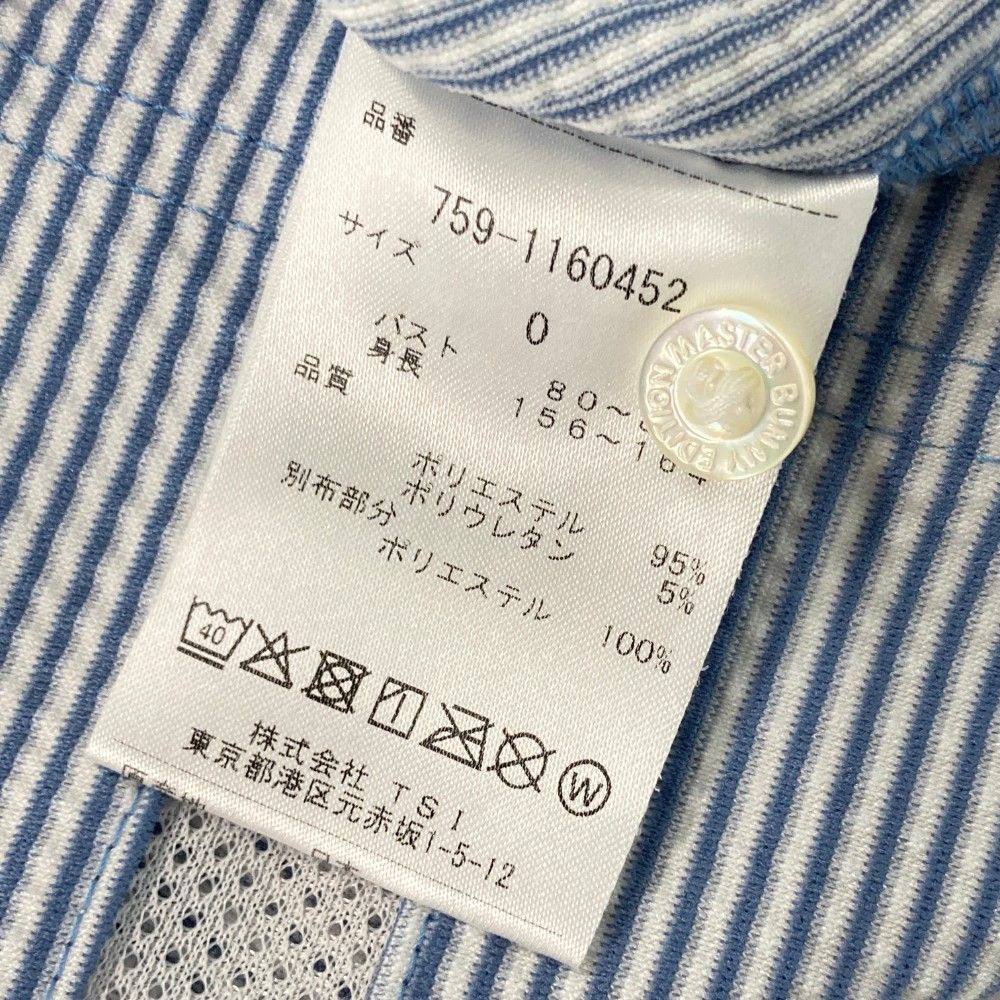 品番
759-1160452
サイズ
0
バスト 80～
身長 156～164
品質
ポリエステル 95%
ポリウレタン 5%
別布部分
ポリエステル 100%
40
W
株式会社 TSI
東京都港区元赤坂1-5-12
MASTER BUNNY EDITION